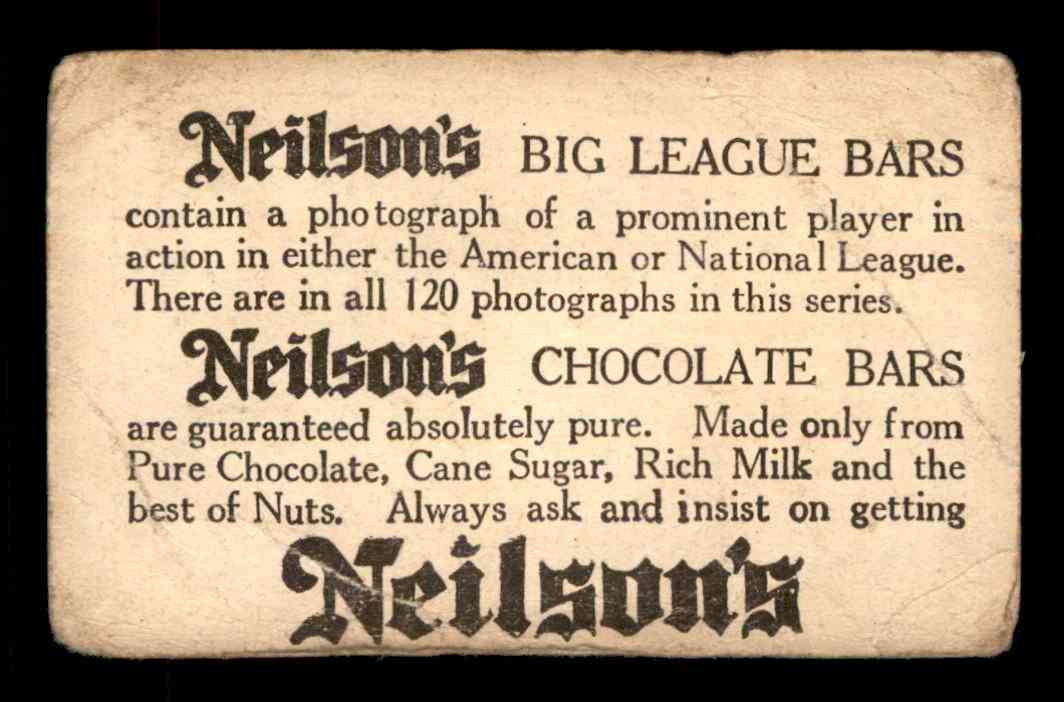 Neilson's BIG LEAGUE BARS
contain a photograph of a prominent player in
action in either the American or National League.
There are in all 120 photographs in this series.
Neilson's CHOCOLATE BARS
are guaranteed absolutely pure. Made only from
Pure Chocolate, Cane Sugar, Rich Milk and the
best of Nuts. Always ask and insist on getting
Neilson's